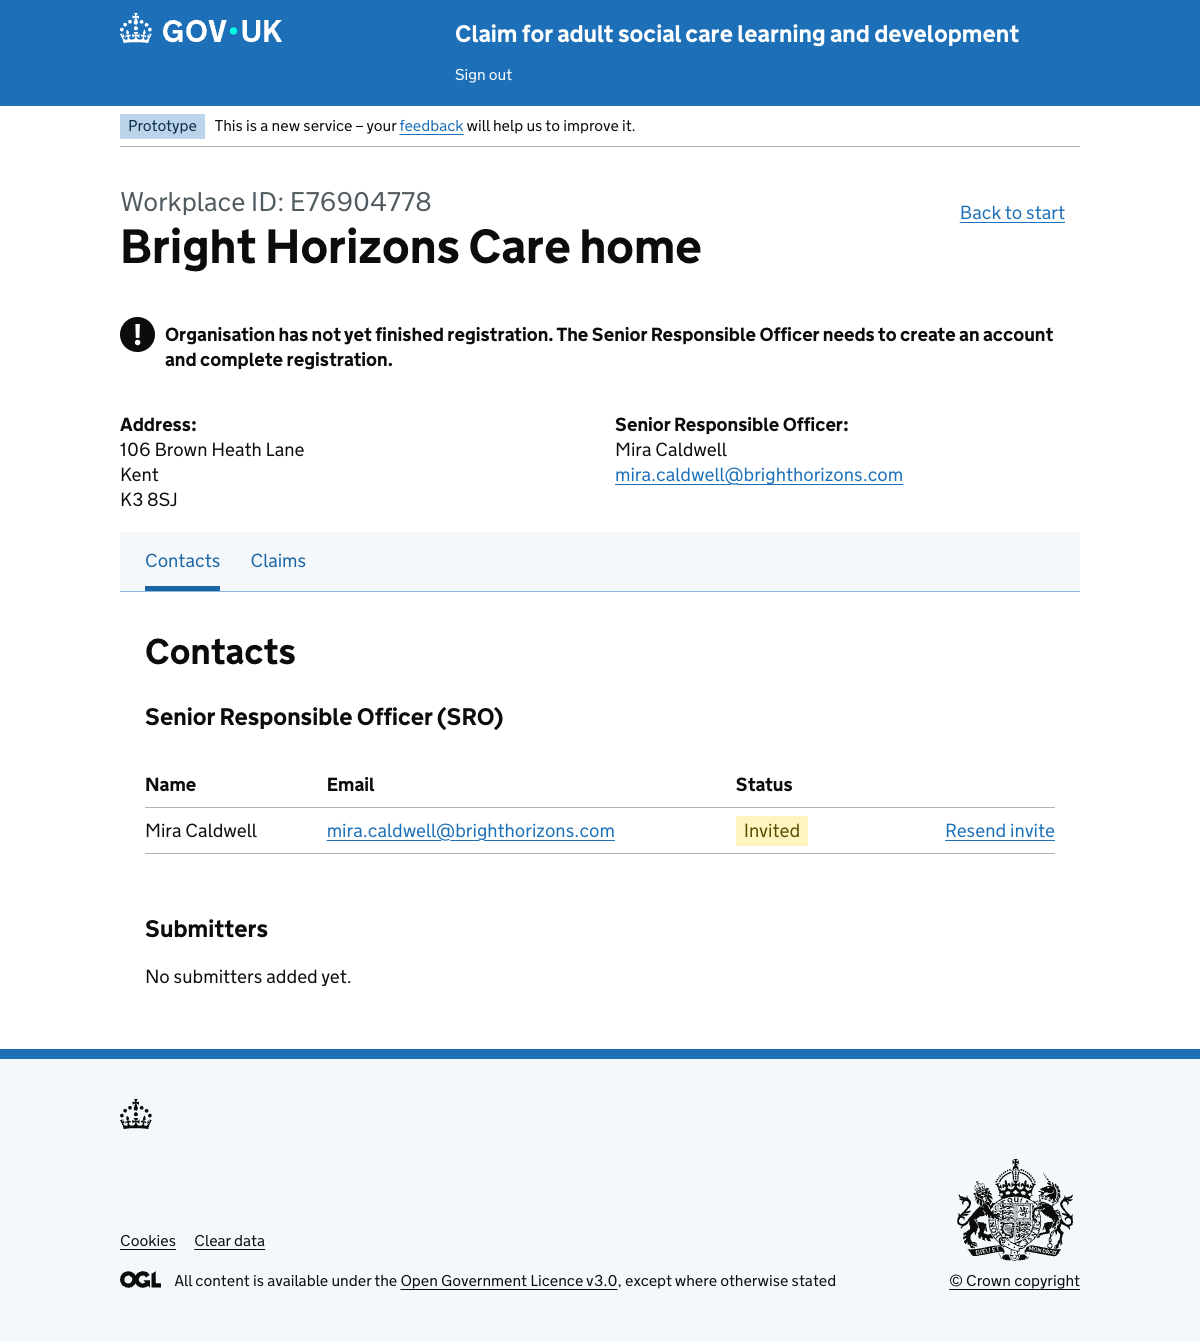 GOV·UK
Claim for adult social care learning and development
Sign out
Prototype This is a new service – your feedback will help us to improve it.
Workplace ID: E76904778
Back to start
Bright Horizons Care home
! Organisation has not yet finished registration. The Senior Responsible Officer needs to create an account
and complete registration.
Address:
106 Brown Heath Lane
Kent
K3 8SJ
Senior Responsible Officer:
Mira Caldwell
mira.caldwell@brighthorizons.com
Contacts Claims
Contacts
Senior Responsible Officer (SRO)
Name Email Status
Mira Caldwell mira.caldwell@brighthorizons.com Invited Resend invite
Submitters
No submitters added yet.
Cookies Clear data
OGL All content is available under the Open Government Licence v3.0, except where otherwise stated
© Crown copyright